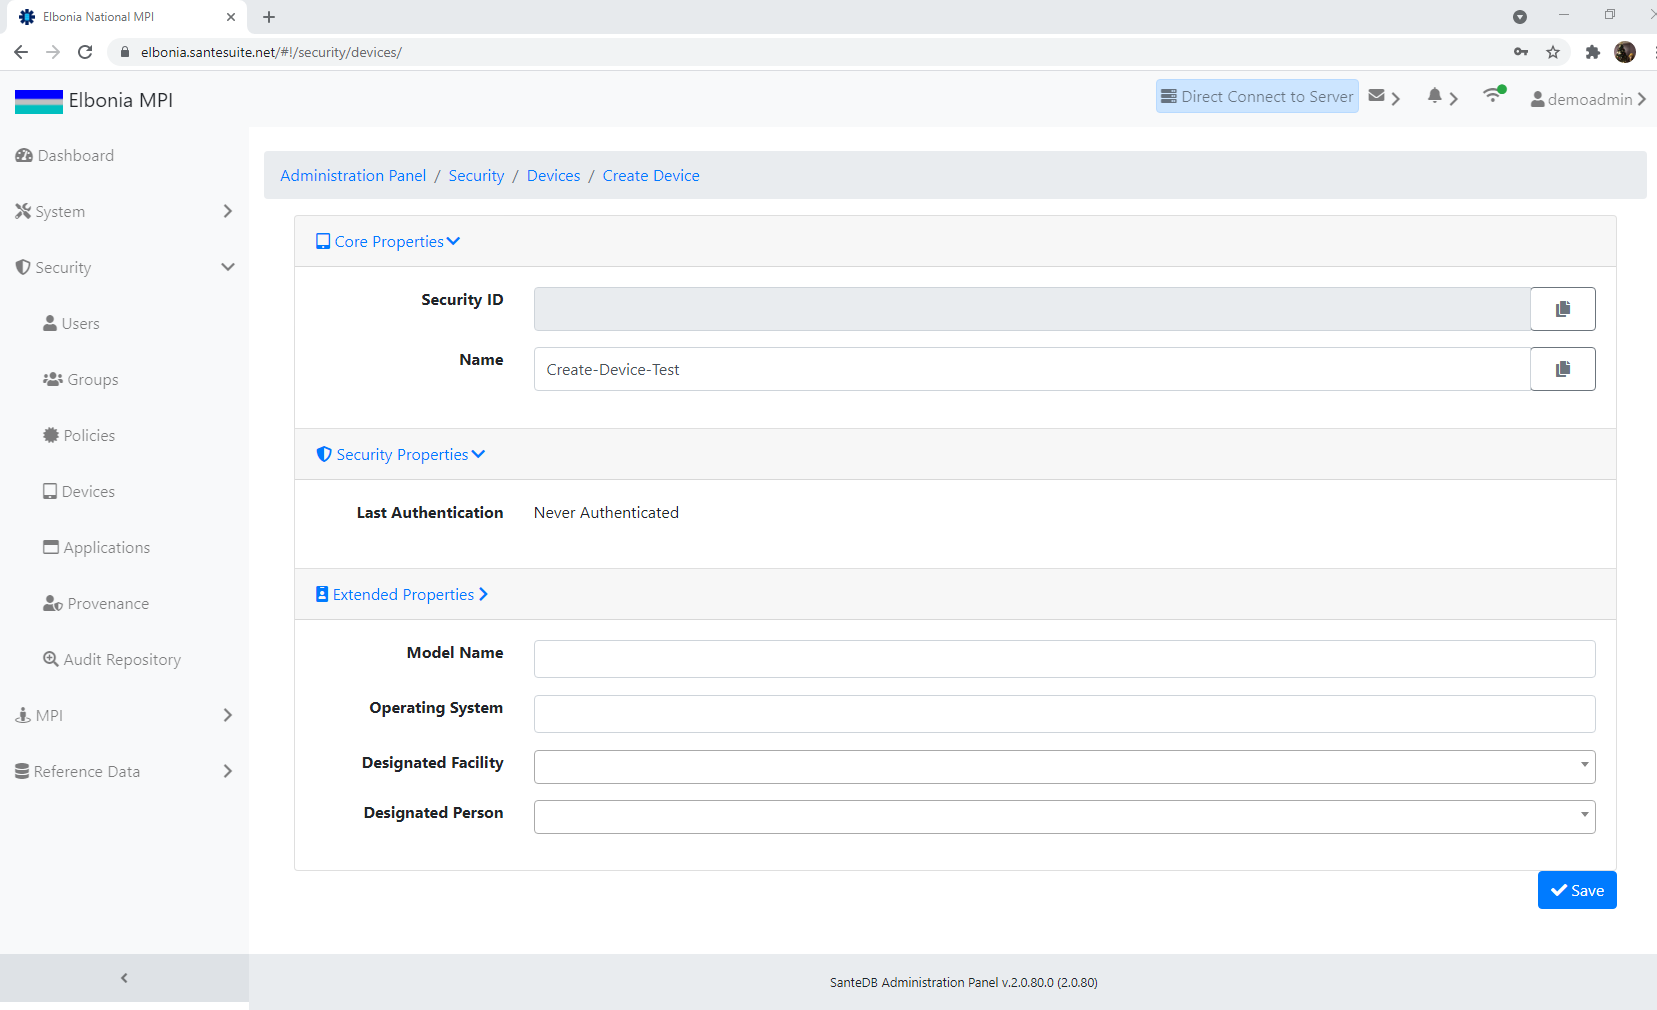 Elbonia National MPI
elbonia.santesuite.net/#!/security/devices/
Elbonia MPI
Direct Connect to Server
demoadmin
Dashboard
System
Security
Users
Groups
Policies
Devices
Applications
Provenance
Audit Repository
MPI
Reference Data
Administration Panel / Security / Devices / Create Device
Core Properties
Security ID
Name Create-Device-Test
Security Properties
Last Authentication Never Authenticated
Extended Properties
Model Name
Operating System
Designated Facility
Designated Person
Save
SanteDB Administration Panel v.2.0.80.0 (2.0.80)